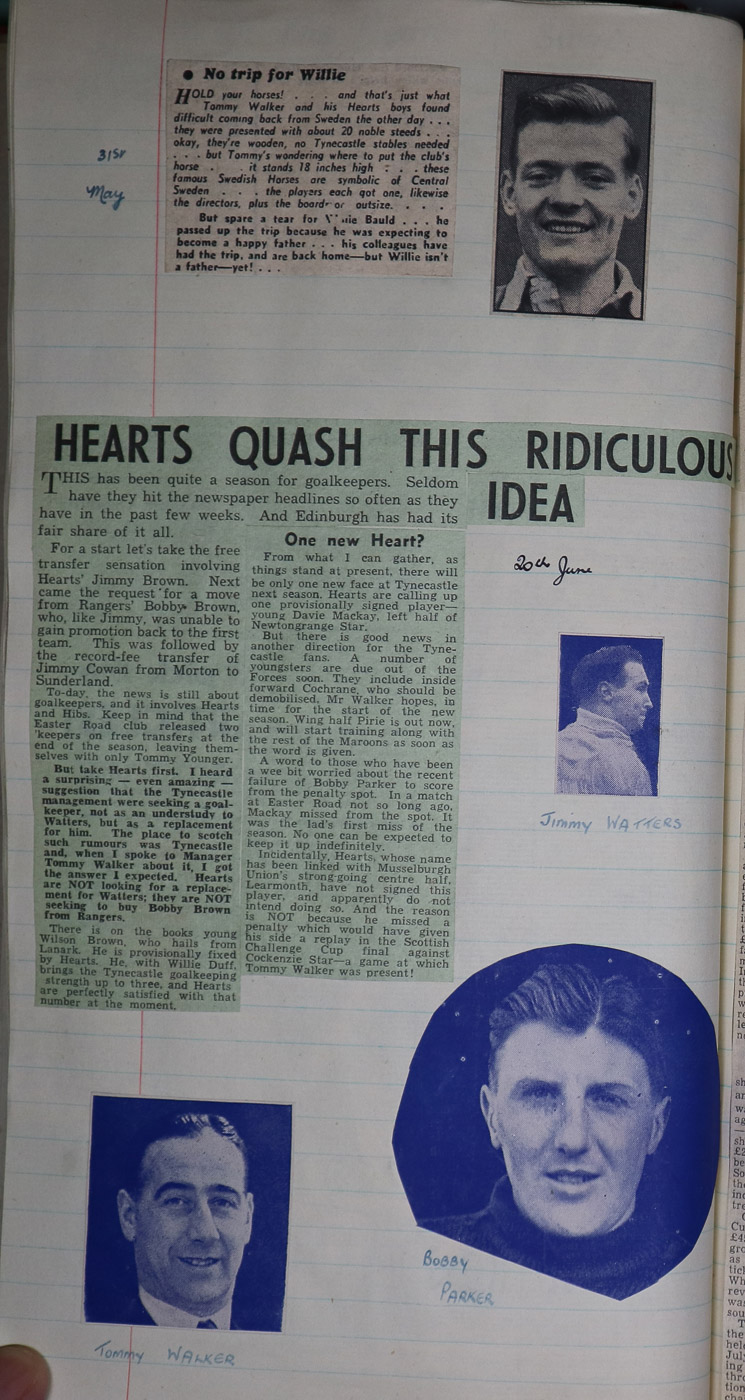 ● No trip for Willie
HOLD your horses! . . . and that's just what
Tommy Walker and his Hearts boys found
difficult coming back from Sweden the other day . . .
they were presented with about 20 noble steeds . . .
okay, they're wooden, no Tynecastle stables needed
. . . but Tommy's wondering where to put the club's
horse . . . it stands 18 inches high . . . these
famous Swedish Horses are symbolic of Central
Sweden . . . the players each got one, likewise
the directors, plus the board outsize. . . .
But spare a tear for Bauld . . . he
passed up the trip because he was expecting to
become a happy father . . . his colleagues have
had the trip, and are back home—but Willie isn't
a father—yet! . . .
31st
May
HEARTS QUASH THIS RIDICULOUS
IDEA
THIS has been quite a season for goalkeepers. Seldom
have they hit the newspaper headlines so often as they
have in the past few weeks. And Edinburgh has had its
fair share of it all.
For a start let's take the free
transfer sensation involving
Hearts' Jimmy Brown. Next
came the request for a move
from Rangers' Bobby Brown,
who, like Jimmy, was unable to
gain promotion back to the first
team. This was followed by
the record-fee transfer of
Jimmy Cowan from Morton to
Sunderland.
To-day, the news is still about
goalkeepers, and it involves Hearts
and Hibs. Keep in mind that the
Easter Road club released two
'keepers on free transfers at the
end of the season, leaving them-
selves with only Tommy Younger.
But take Hearts first. I heard
a surprising — even amazing —
suggestion that the Tynecastle
management were seeking a goal-
keeper, not as an understudy to
Watters, but as a replacement
for him. The place to scotch
such rumours was Tynecastle
and, when I spoke to Manager
Tommy Walker about it, I got
the answer I expected. Hearts
are NOT looking for a replace-
ment for Watters; they are NOT
seeking to buy Bobby Brown
from Rangers.
There is on the books young
Wilson Brown, who hails from
Lanark. He is provisionally fixed
by Hearts. He, with Willie Duff,
brings the Tynecastle goalkeeping
strength up to three, and Hearts
are perfectly satisfied with that
number at the moment.
One new Heart?
From what I can gather, as
things stand at present, there will
be only one new face at Tynecastle
next season. Hearts are calling up
one provisionally signed player—
young Davie Mackay, left half of
Newtongrange Star.
But there is good news in
another direction for the Tyne-
castle fans. A number of
youngsters are due out of the
Forces soon. They include inside
forward Cochrane, who should be
demobilised, Mr Walker hopes, in
time for the start of the new
season. Wing half Pirie is out now,
and will start training along with
the rest of the Maroons as soon as
the word is given.
A word to those who have been
a wee bit worried about the recent
failure of Bobby Parker to score
from the penalty spot. In a match
at Easter Road not so long ago,
Mackay missed from the spot. It
was the lad's first miss of the
season. No one can be expected to
keep it up indefinitely.
Incidentally, Hearts, whose name
has been linked with Musselburgh
Union's strong-going centre half,
Learmonth, have not signed this
player, and apparently do not
intend doing so. And the reason
is NOT because he missed a
penalty which would have given
his side a replay in the Scottish
Challenge Cup final against
Cockenzie Star—a game at which
Tommy Walker was present!
20th June
Jimmy WATTERS
BOBBY
PARKER
Tommy WALKER